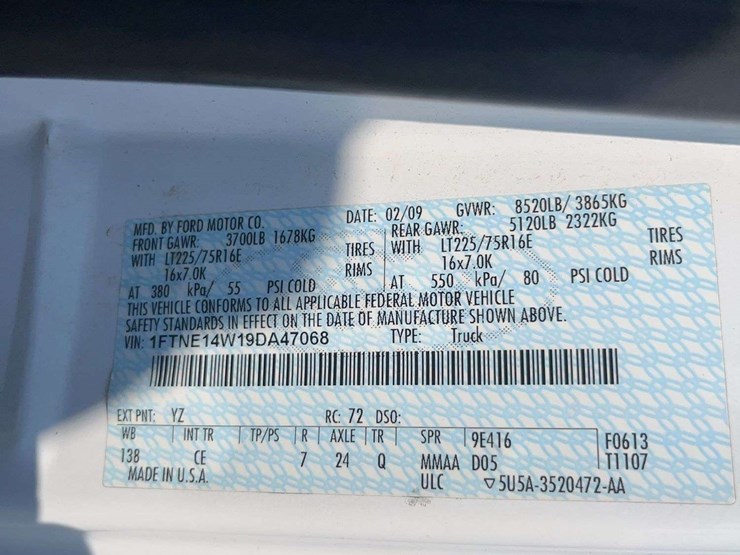 MFD. BY FORD MOTOR CO.
DATE: 02/09 GVWR: 8520LB/ 3865KG
FRONT GAWR: 3700LB 1678KG
REAR GAWR: 5120LB 2322KG
WITH LT225/75R16E TIRES
WITH LT225/75R16E TIRES
16x7.0K RIMS
16x7.0K RIMS
AT 380 kPa/ 55 PSI COLD
AT 550 kPa/ 80 PSI COLD
THIS VEHICLE CONFORMS TO ALL APPLICABLE FEDERAL MOTOR VEHICLE
SAFETY STANDARDS IN EFFECT ON THE DATE OF MANUFACTURE SHOWN ABOVE.
VIN: 1FTNE14W19DA47068 TYPE: Truck
EXT PNT: YZ RC: 72 DSO:
WB INT TR TP/PS R AXLE TR SPR 9E416 F0613
138 CE 7 24 Q MMAA D05 T1107
MADE IN U.S.A. ULC ▽5U5A-3520472-AA